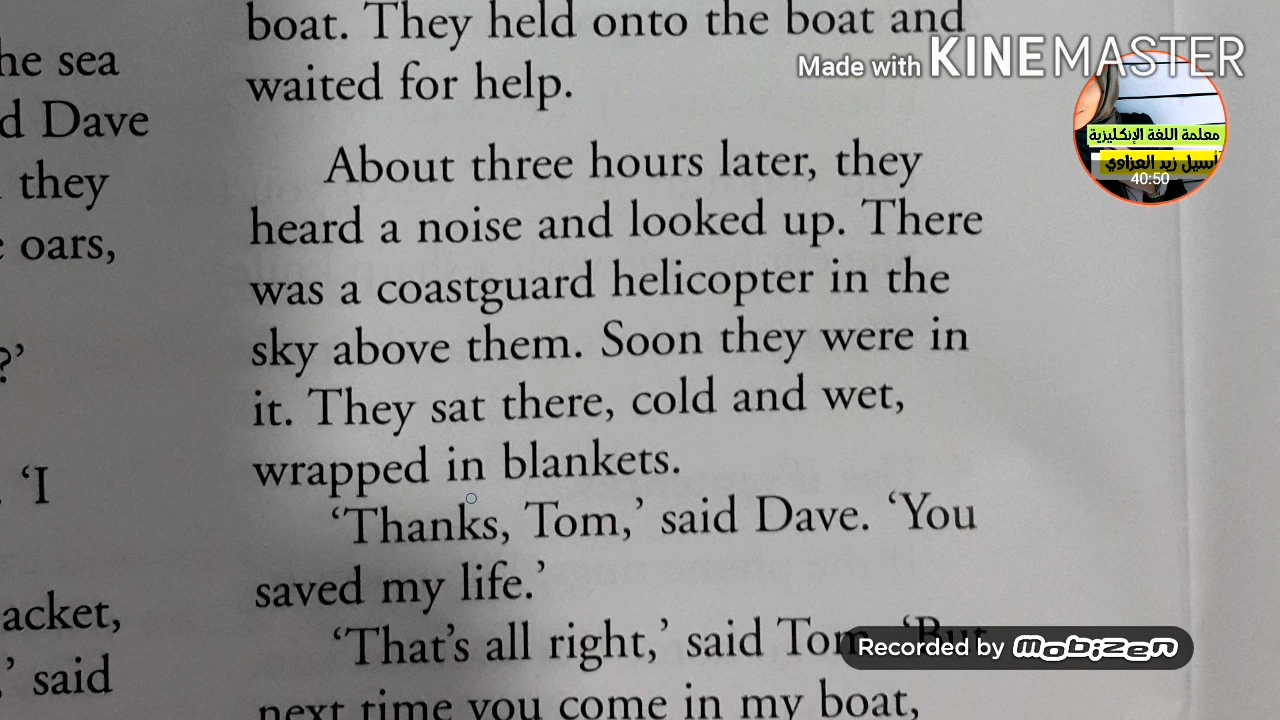 he sea
d Dave
they
oars,
?’
‘I
acket,
,’ said
boat. They held onto the boat and
waited for help.
About three hours later, they
heard a noise and looked up. There
was a coastguard helicopter in the
sky above them. Soon they were in
it. They sat there, cold and wet,
wrapped in blankets.
‘Thanks, Tom,’ said Dave. ‘You
saved my life.’
‘That’s all right,’ said Tom. ‘But
next time you come in my boat,
Made with KINEMASTER
معلمة اللغة الإنكليزية
أسيل زيد العزاوي
40:50
Recorded by mobizen